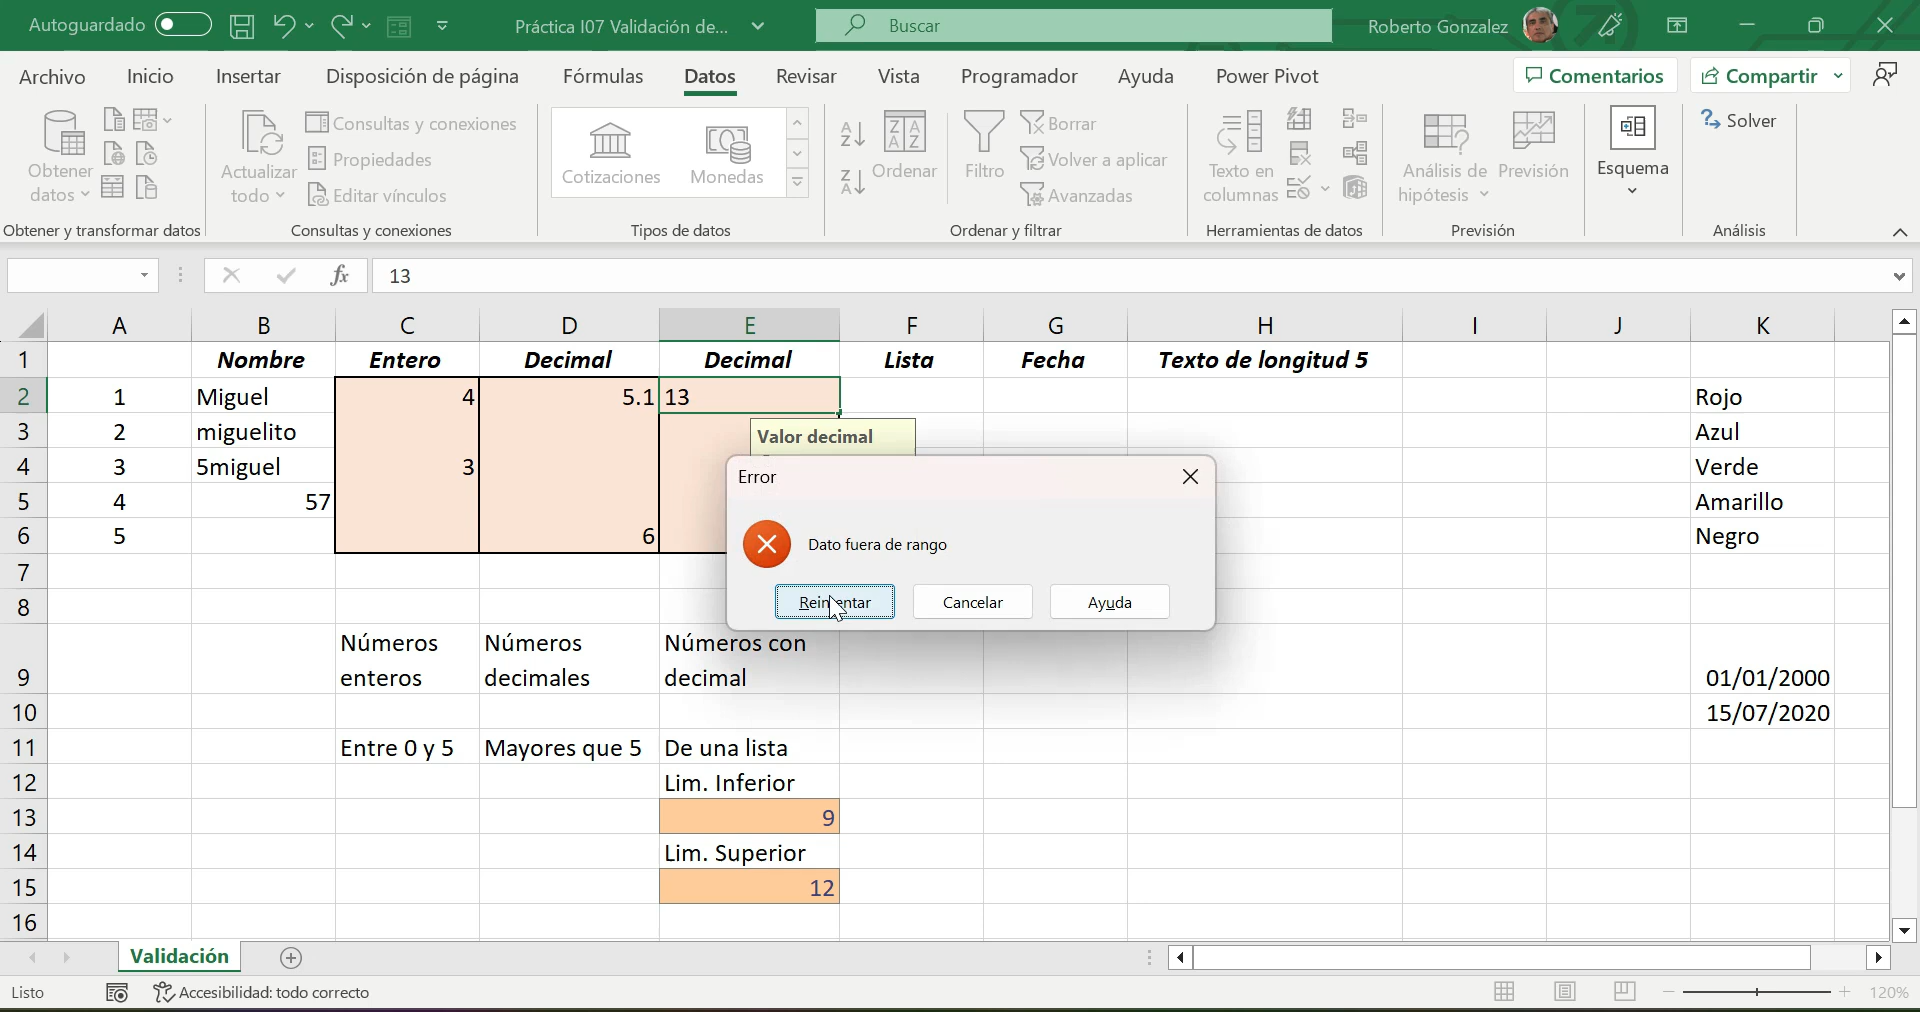 Autoguardado
Práctica I07 Validación de...
Buscar
Roberto Gonzalez
Archivo Inicio Insertar Disposición de página Fórmulas Datos Revisar Vista Programador Ayuda Power Pivot
Comentarios Compartir
Obtener
datos
Obtener y transformar datos
Actualizar
todo
Consultas y conexiones
Propiedades
Editar vínculos
Consultas y conexiones
Cotizaciones Monedas
Tipos de datos
Ordenar
Filtro
Borrar
Volver a aplicar
Avanzadas
Ordenar y filtrar
Texto en
columnas
Herramientas de datos
Análisis de
hipótesis
Previsión
Previsión
Esquema
Solver
Análisis
fx 13
A B C D E F G H I J K
1 Nombre Entero Decimal Decimal Lista Fecha Texto de longitud 5
2 1 Miguel 4 5.1 13 Rojo
3 2 miguelito Azul
4 3 5miguel 3 Verde
5 4 57 Amarillo
6 5 6 Negro
Valor decimal
Error
Dato fuera de rango
Reintentar Cancelar Ayuda
7
8
Números Números Números con
9 enteros decimales decimal 01/01/2000
10 15/07/2020
11 Entre 0 y 5 Mayores que 5 De una lista
12 Lim. Inferior
13 9
14 Lim. Superior
15 12
16
Validación
Listo Accesibilidad: todo correcto 120%